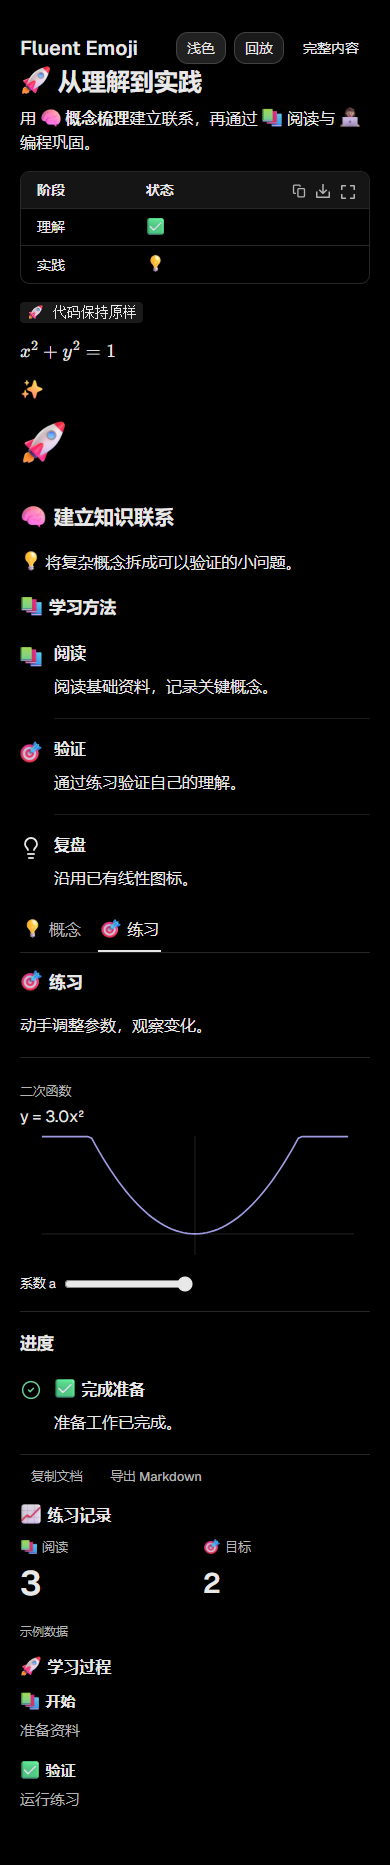 Fluent Emoji 浅色 回放 完整内容
🚀 从理解到实践
用 🧠 概念梳理建立联系，再通过 📚 阅读与 🧑🏽‍💻
编程巩固。
阶段 状态
理解 ✅
实践 💡
🚀 代码保持原样
x² + y² = 1
✨
🚀
🧠 建立知识联系
💡 将复杂概念拆成可以验证的小问题。
📚 学习方法
📚 阅读
阅读基础资料，记录关键概念。
🎯 验证
通过练习验证自己的理解。
复盘
沿用已有线性图标。
💡 概念 🎯 练习
🎯 练习
动手调整参数，观察变化。
二次函数
y = 3.0x²
系数 a
进度
✅ 完成准备
准备工作已完成。
复制文档 导出 Markdown
📈 练习记录
📚 阅读 🎯 目标
3 2
示例数据
🚀 学习过程
📚 开始
准备资料
✅ 验证
运行练习